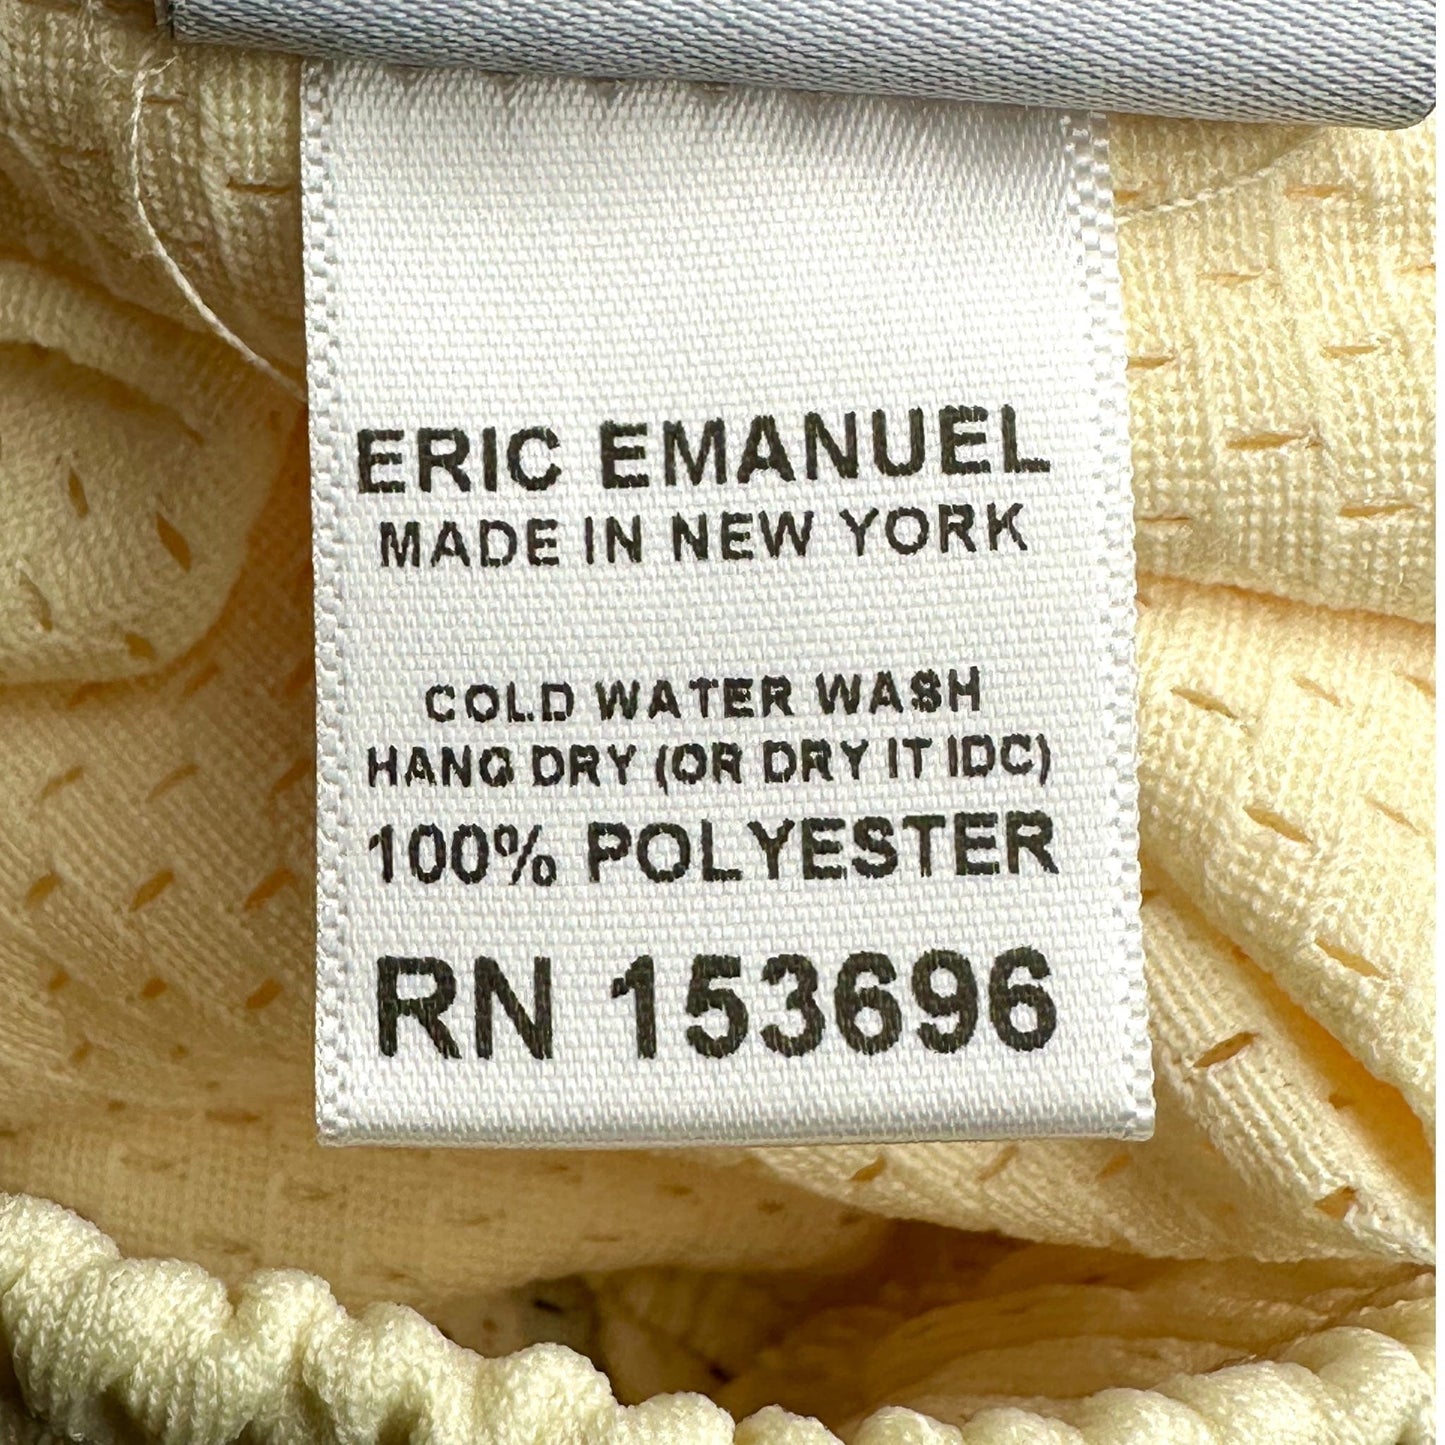 ERIC EMANUEL
MADE IN NEW YORK
COLD WATER WASH
HANG DRY (OR DRY IT IDC)
100% POLYESTER
RN 153696